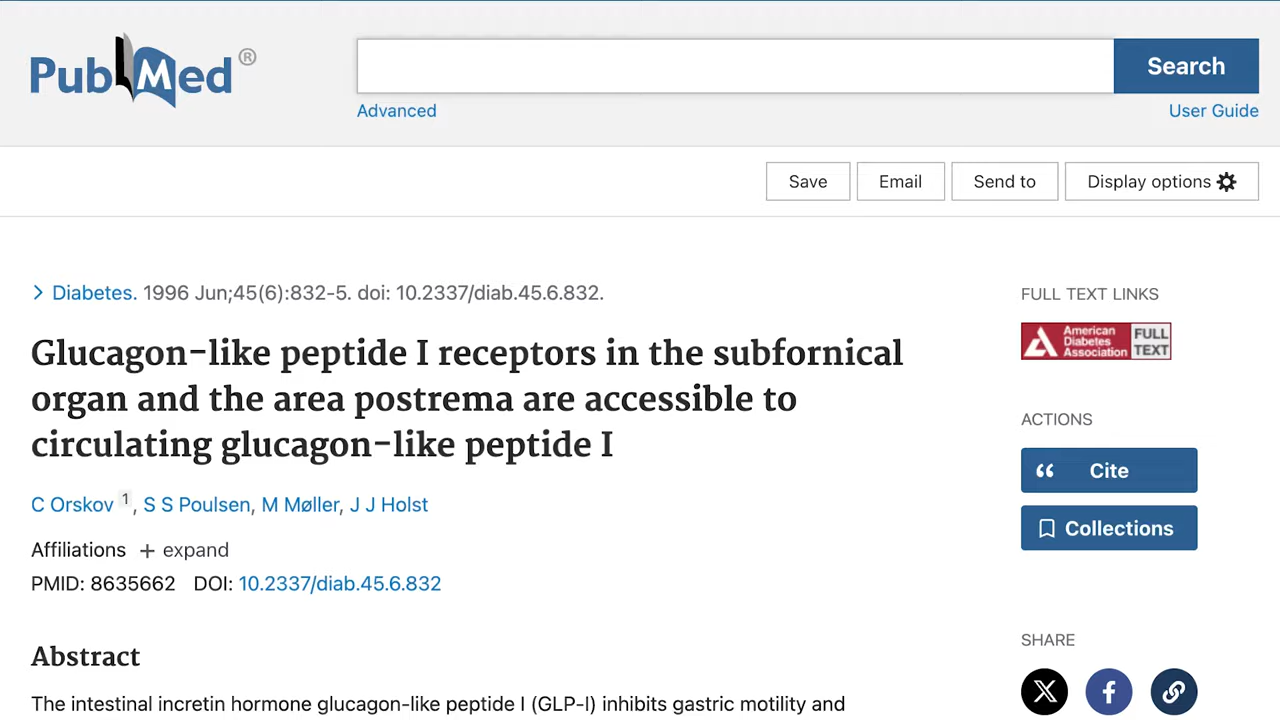 PubMed®
Search
Advanced
User Guide
Save
Email
Send to
Display options
Diabetes. 1996 Jun;45(6):832-5. doi: 10.2337/diab.45.6.832.
Glucagon-like peptide I receptors in the subfornical
organ and the area postrema are accessible to
circulating glucagon-like peptide I
C Orskov 1, S S Poulsen, M Møller, J J Holst
Affiliations + expand
PMID: 8635662 DOI: 10.2337/diab.45.6.832
Abstract
The intestinal incretin hormone glucagon-like peptide I (GLP-I) inhibits gastric motility and
FULL TEXT LINKS
American
Diabetes
Association
FULL
TEXT
ACTIONS
Cite
Collections
SHARE